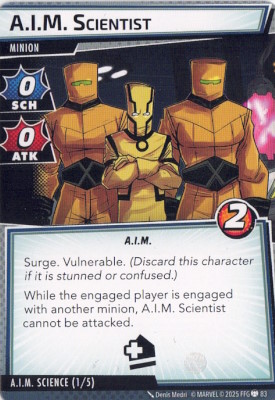 A.I.M. Scientist
MINION
0
SCH
0
ATK
2
A.I.M.
Surge. Vulnerable. (Discard this character
if it is stunned or confused.)
While the engaged player is engaged
with another minion, A.I.M. Scientist
cannot be attacked.
A.I.M. SCIENCE (1/5)
Denis Medri © MARVEL © 2025 FFG 83